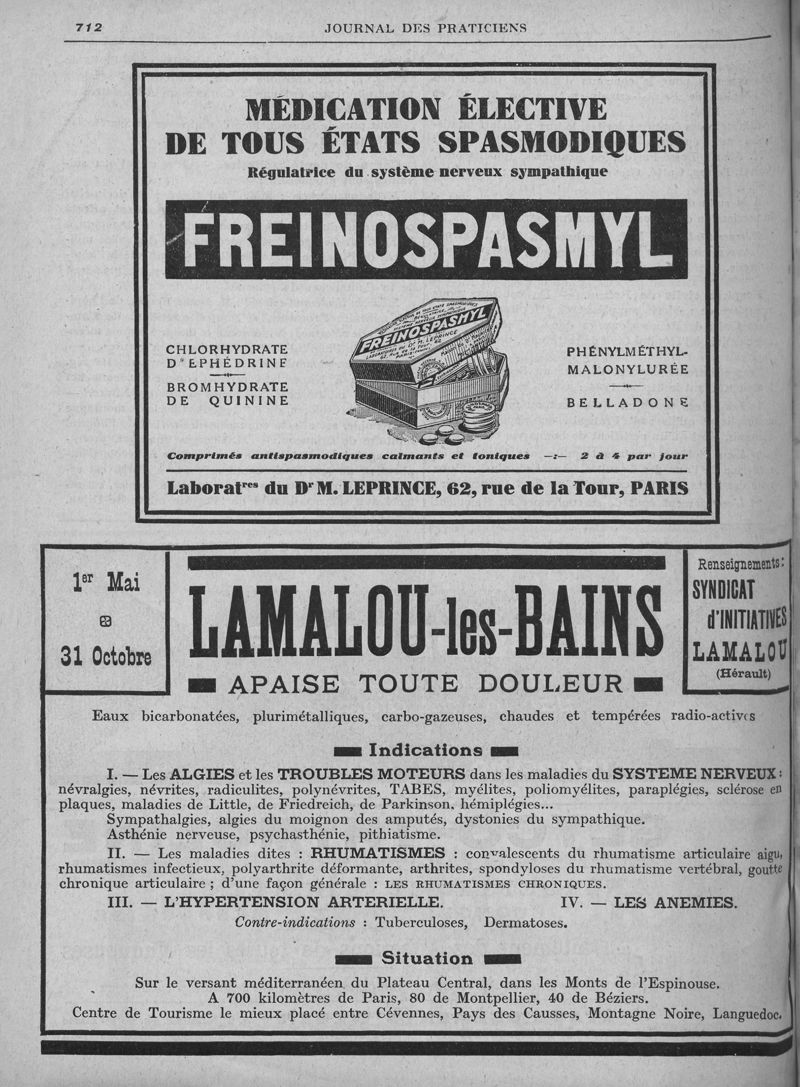 712
JOURNAL DES PRATICIENS
MÉDICATION ÉLECTIVE
DE TOUS ÉTATS SPASMODIQUES
Régulatrice du système nerveux sympathique
FREINOSPASMYL
CHLORHYDRATE
D'EPHÉDRINE
BROMHYDRATE
DE QUININE
FREINOSPASMYL
PHÉNYLMÉTHYL-
MALONYLURÉE
BELLADONE
Comprimés antispasmodiques calmants et toniques —:— 2 à 4 par jour
Laboratres du Dr M. LEPRINCE, 62, rue de la Tour, PARIS
1er Mai
31 Octobre
LAMALOU-les-BAINS
APAISE TOUTE DOULEUR
Renseignements:
SYNDICAT
d'INITIATIVES
LAMALOU
(Hérault)
Eaux bicarbonatées, plurimétalliques, carbo-gazeuses, chaudes et tempérées radio-actives
Indications
I. — Les ALGIES et les TROUBLES MOTEURS dans les maladies du SYSTEME NERVEUX:
névralgies, névrites, radiculites, polynévrites, TABES, myélites, poliomyélites, paraplégies, sclérose en
plaques, maladies de Little, de Friedreich, de Parkinson, hémiplégies...
Sympathalgies, algies du moignon des amputés, dystonies du sympathique.
Asthénie nerveuse, psychasthénie, pithiatisme.
II. — Les maladies dites : RHUMATISMES : convalescents du rhumatisme articulaire aigu,
rhumatismes infectieux, polyarthrite déformante, arthrites, spondyloses du rhumatisme vertébral, goutte
chronique articulaire ; d'une façon générale : LES RHUMATISMES CHRONIQUES.
III. — L'HYPERTENSION ARTERIELLE. IV. — LES ANEMIES.
Contre-indications : Tuberculoses, Dermatoses.
Situation
Sur le versant méditerranéen du Plateau Central, dans les Monts de l'Espinouse.
A 700 kilomètres de Paris, 80 de Montpellier, 40 de Béziers.
Centre de Tourisme le mieux placé entre Cévennes, Pays des Causses, Montagne Noire, Languedoc.